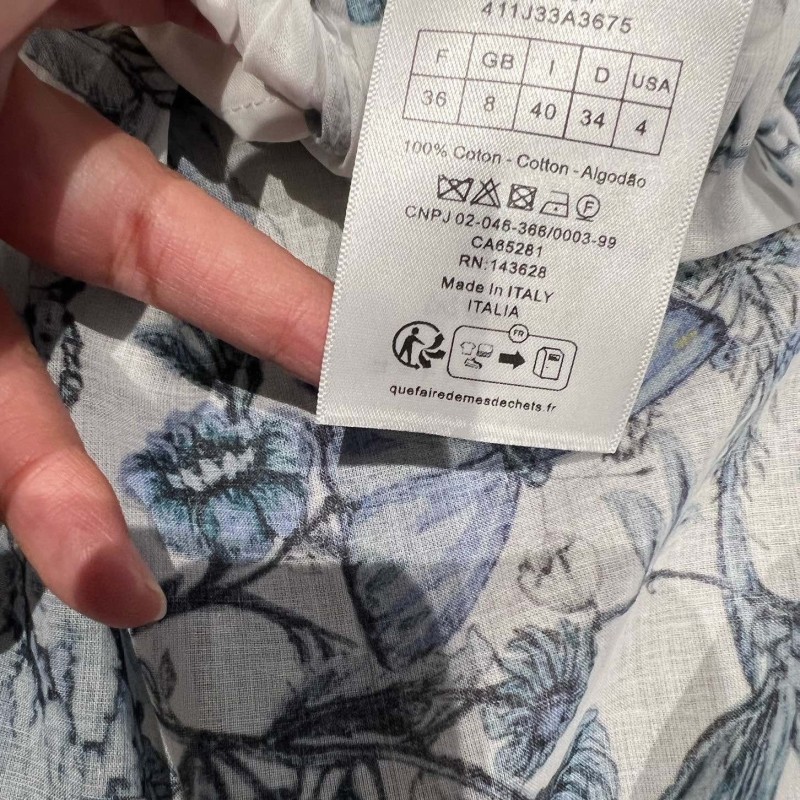 411J33A3675
F GB I D USA
36 8 40 34 4
100% Coton - Cotton - Algodão
F
CNPJ 02-046-366/0003-99
CA65281
RN:143628
Made In ITALY
ITALIA
FR
quefairedemesdechets.fr